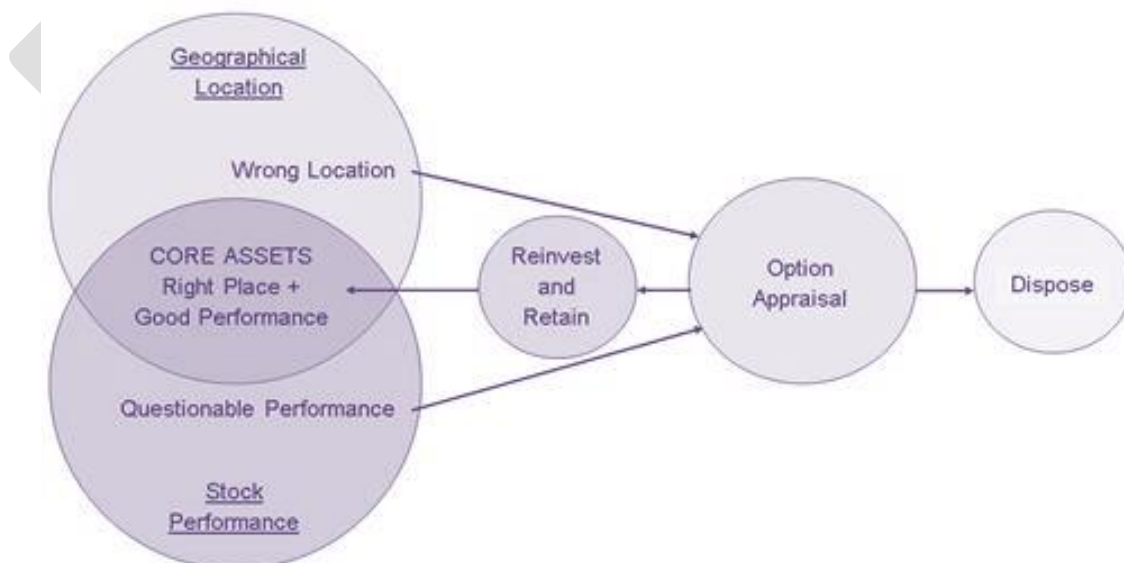 Geographical
Location
Wrong Location
CORE ASSETS
Right Place +
Good Performance
Questionable Performance
Stock
Performance
Reinvest
and
Retain
Option
Appraisal
Dispose